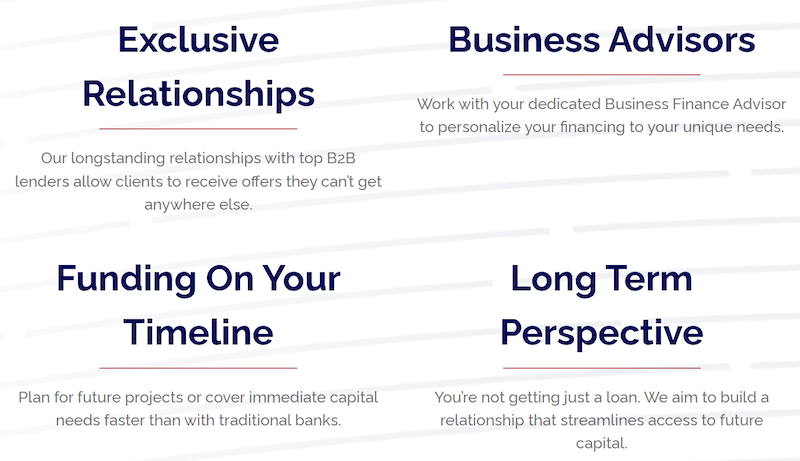 Exclusive
Relationships
Our longstanding relationships with top B2B
lenders allow clients to receive offers they can't get
anywhere else.
Business Advisors
Work with your dedicated Business Finance Advisor
to personalize your financing to your unique needs.
Funding On Your
Timeline
Plan for future projects or cover immediate capital
needs faster than with traditional banks.
Long Term
Perspective
You're not getting just a loan. We aim to build a
relationship that streamlines access to future
capital.